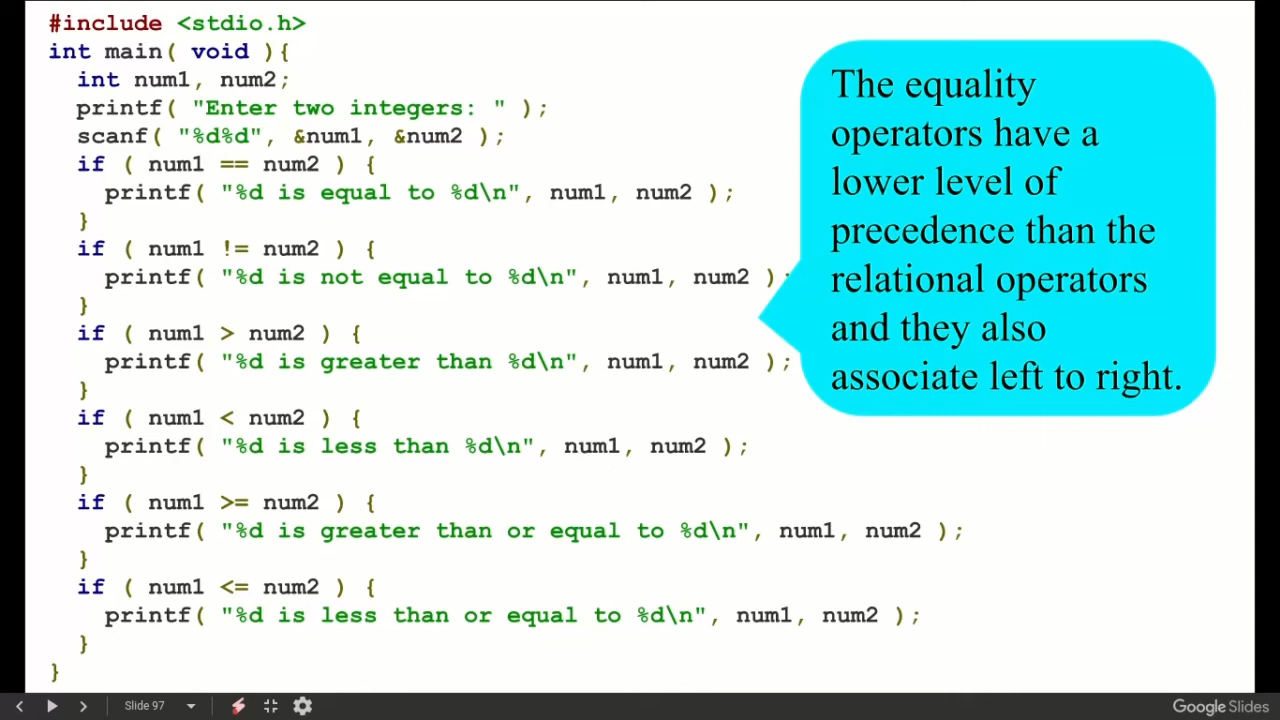 #include <stdio.h>
int main( void ){
  int num1, num2;
  printf( "Enter two integers: " );
  scanf( "%d%d", &num1, &num2 );
  if ( num1 == num2 ) {
    printf( "%d is equal to %d\n", num1, num2 );
  }
  if ( num1 != num2 ) {
    printf( "%d is not equal to %d\n", num1, num2 );
  }
  if ( num1 > num2 ) {
    printf( "%d is greater than %d\n", num1, num2 );
  }
  if ( num1 < num2 ) {
    printf( "%d is less than %d\n", num1, num2 );
  }
  if ( num1 >= num2 ) {
    printf( "%d is greater than or equal to %d\n", num1, num2 );
  }
  if ( num1 <= num2 ) {
    printf( "%d is less than or equal to %d\n", num1, num2 );
  }
}
The equality
operators have a
lower level of
precedence than the
relational operators
and they also
associate left to right.
Slide 97
Google Slides